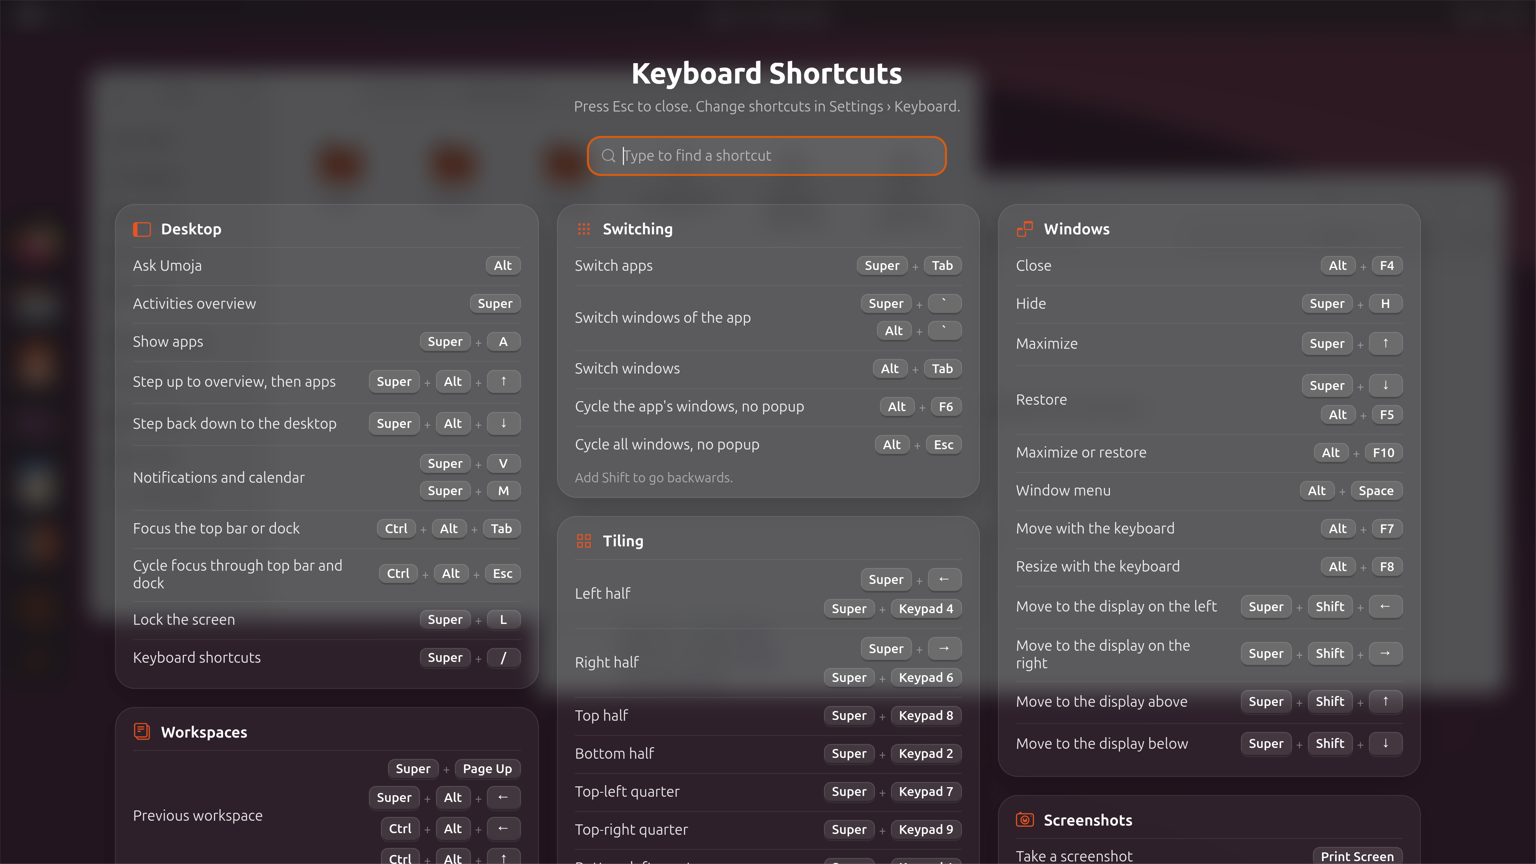 Keyboard Shortcuts
Press Esc to close. Change shortcuts in Settings › Keyboard.
Type to find a shortcut
Desktop
Ask Umoja Alt
Activities overview Super
Show apps Super + A
Step up to overview, then apps Super + Alt + ↑
Step back down to the desktop Super + Alt + ↓
Notifications and calendar Super + V
Super + M
Focus the top bar or dock Ctrl + Alt + Tab
Cycle focus through top bar and
dock Ctrl + Alt + Esc
Lock the screen Super + L
Keyboard shortcuts Super + /
Workspaces
Previous workspace Super + Page Up
Super + Alt + ←
Ctrl + Alt + ←
Ctrl + Alt + ↑
Switching
Switch apps Super + Tab
Switch windows of the app Super + `
Alt + `
Switch windows Alt + Tab
Cycle the app's windows, no popup Alt + F6
Cycle all windows, no popup Alt + Esc
Add Shift to go backwards.
Tiling
Left half Super + ←
Super + Keypad 4
Right half Super + →
Super + Keypad 6
Top half Super + Keypad 8
Bottom half Super + Keypad 2
Top-left quarter Super + Keypad 7
Top-right quarter Super + Keypad 9
Windows
Close Alt + F4
Hide Super + H
Maximize Super + ↑
Restore Super + ↓
Alt + F5
Maximize or restore Alt + F10
Window menu Alt + Space
Move with the keyboard Alt + F7
Resize with the keyboard Alt + F8
Move to the display on the left Super + Shift + ←
Move to the display on the
right Super + Shift + →
Move to the display above Super + Shift + ↑
Move to the display below Super + Shift + ↓
Screenshots
Take a screenshot Print Screen